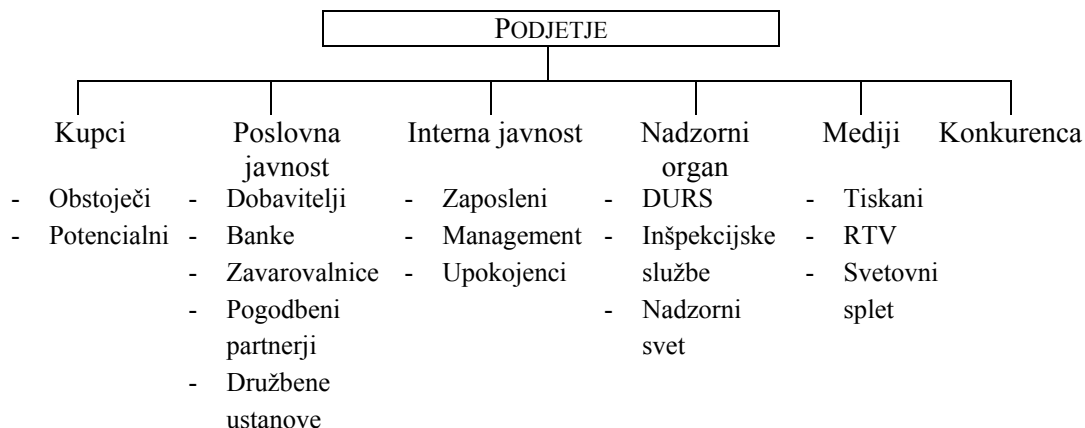 PODJETJE
Kupci
- Obstoječi
- Potencialni
Poslovna
javnost
- Dobavitelji
- Banke
- Zavarovalnice
- Pogodbeni
partnerji
- Družbene
ustanove
Interna javnost
- Zaposleni
- Management
- Upokojenci
Nadzorni
organ
- DURS
- Inšpekcijske
službe
- Nadzorni
svet
Mediji
- Tiskani
- RTV
- Svetovni
splet
Konkurenca